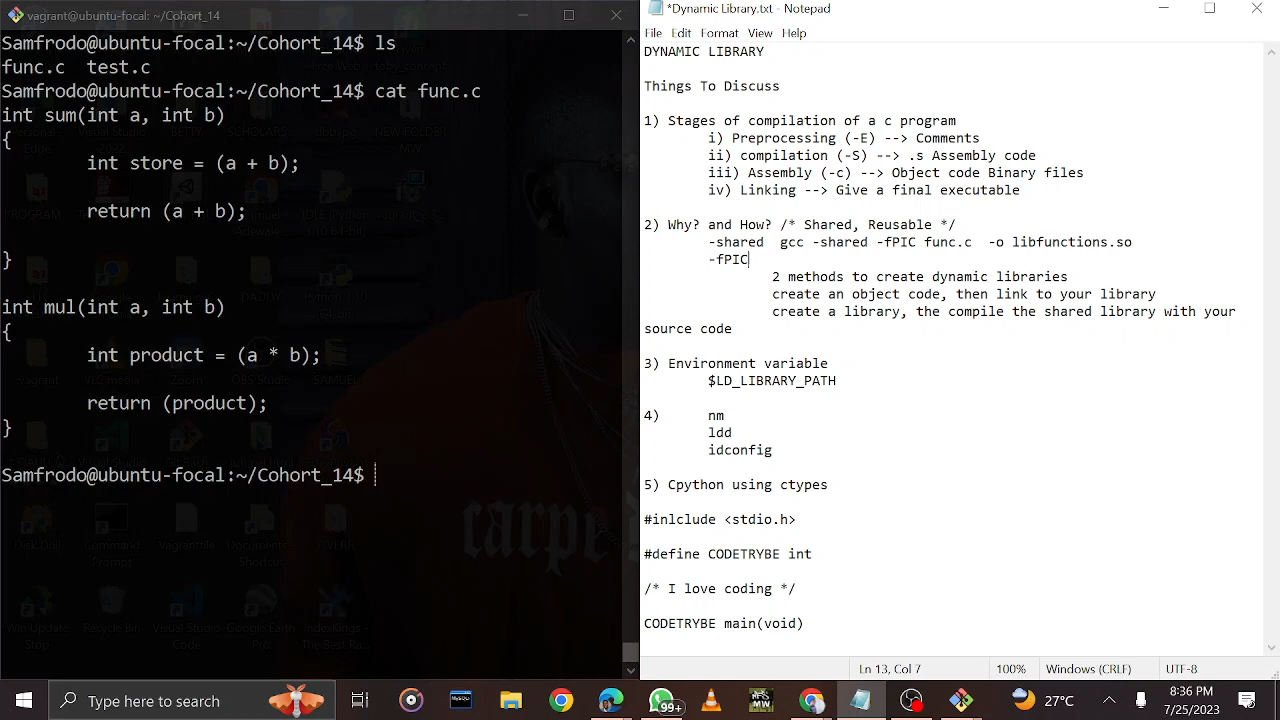 vagrant@ubuntu-focal: ~/Cohort_14
Samfrodo@ubuntu-focal:~/Cohort_14$ ls
func.c  test.c
Samfrodo@ubuntu-focal:~/Cohort_14$ cat func.c
int sum(int a, int b)
{
        int store = (a + b);
        return (a + b);
}
int mul(int a, int b)
{
        int product = (a * b);
        return (product);
}
Samfrodo@ubuntu-focal:~/Cohort_14$
*Dynamic Library.txt - Notepad
File Edit Format View Help
DYNAMIC LIBRARY
Things To Discuss
1) Stages of compilation of a c program
        i) Preprocessing (-E) --> Comments
        ii) compilation (-S) --> .s Assembly code
        iii) Assembly (-c) --> Object code Binary files
        iv) Linking --> Give a final executable
2) Why? and How? /* Shared, Reusable */
        -shared  gcc -shared -fPIC func.c  -o libfunctions.so
        -fPIC
                2 methods to create dynamic libraries
                create an object code, then link to your library
                create a library, the compile the shared library with your
source code
3) Environment variable
        $LD_LIBRARY_PATH
4)      nm
        ldd
        idconfig
5) Cpython using ctypes
#inlclude <stdio.h>
#define CODETRYBE int
/* I love coding */
CODETRYBE main(void)
Ln 13, Col 7
100%
Windows (CRLF)
UTF-8
Type here to search
99+
27°C
8:36 PM
7/25/2023